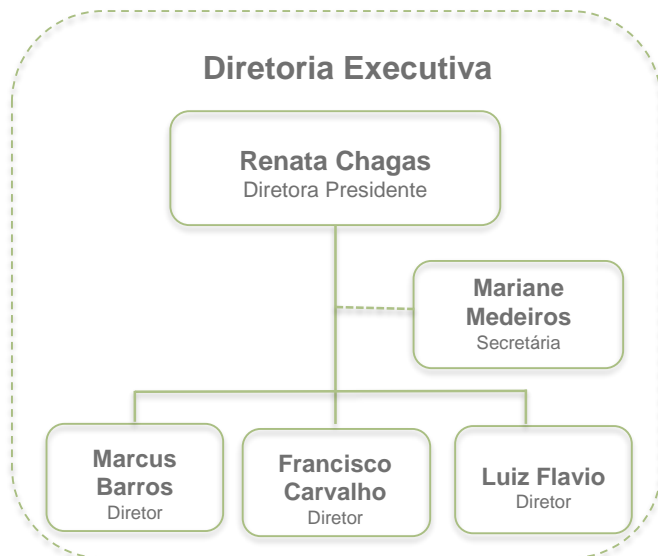 Diretoria Executiva
Renata Chagas
Diretora Presidente
Mariane
Medeiros
Secretária
Marcus
Barros
Diretor
Francisco
Carvalho
Diretor
Luiz Flavio
Diretor